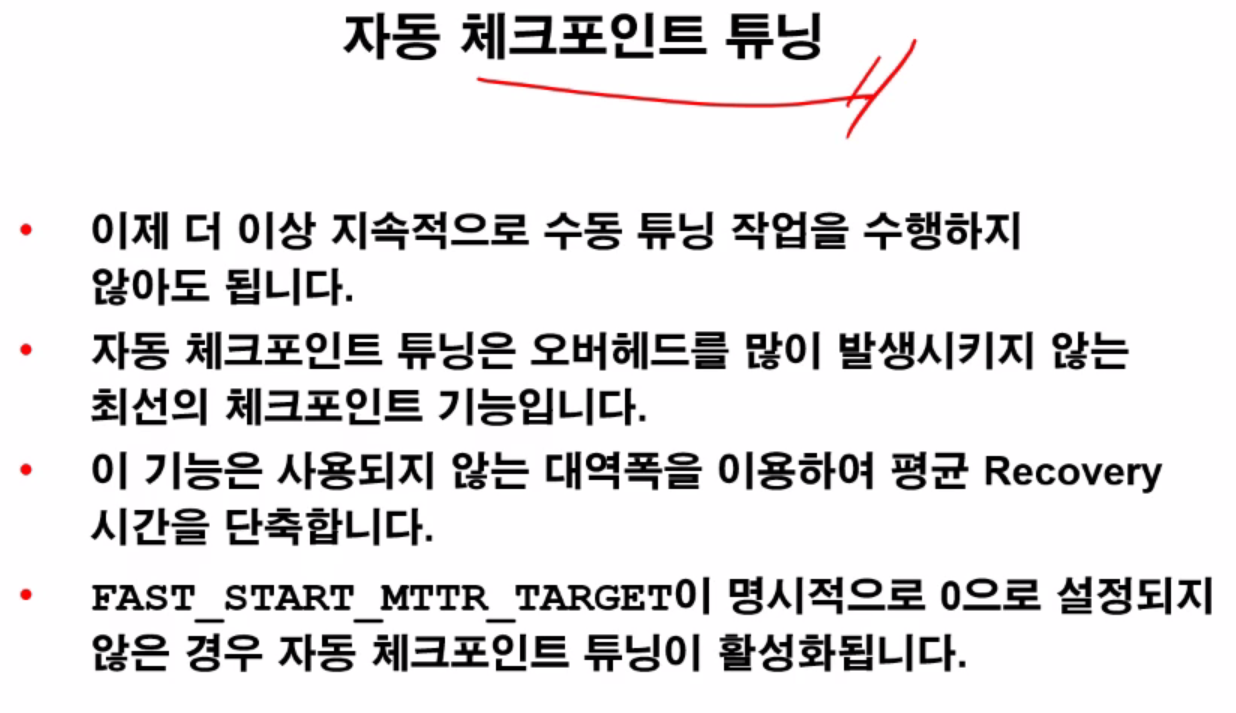 자동 체크포인트 튜닝
• 이제 더 이상 지속적으로 수동 튜닝 작업을 수행하지
않아도 됩니다.
• 자동 체크포인트 튜닝은 오버헤드를 많이 발생시키지 않는
최선의 체크포인트 기능입니다.
• 이 기능은 사용되지 않는 대역폭을 이용하여 평균 Recovery
시간을 단축합니다.
• FAST_START_MTTR_TARGET이 명시적으로 0으로 설정되지
않은 경우 자동 체크포인트 튜닝이 활성화됩니다.